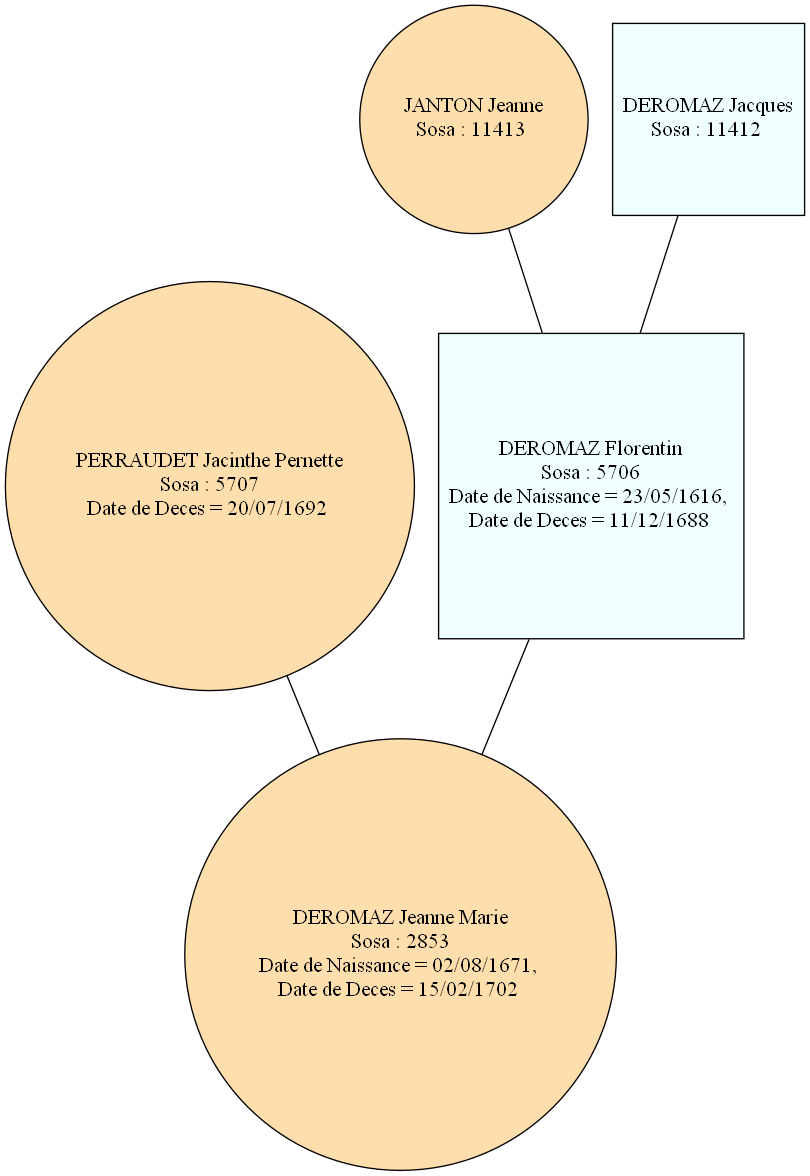 JANTON Jeanne
Sosa : 11413
DEROMAZ Jacques
Sosa : 11412
PERRAUDET Jacinthe Pernette
Sosa : 5707
Date de Deces = 20/07/1692
DEROMAZ Florentin
Sosa : 5706
Date de Naissance = 23/05/1616,
Date de Deces = 11/12/1688
DEROMAZ Jeanne Marie
Sosa : 2853
Date de Naissance = 02/08/1671,
Date de Deces = 15/02/1702